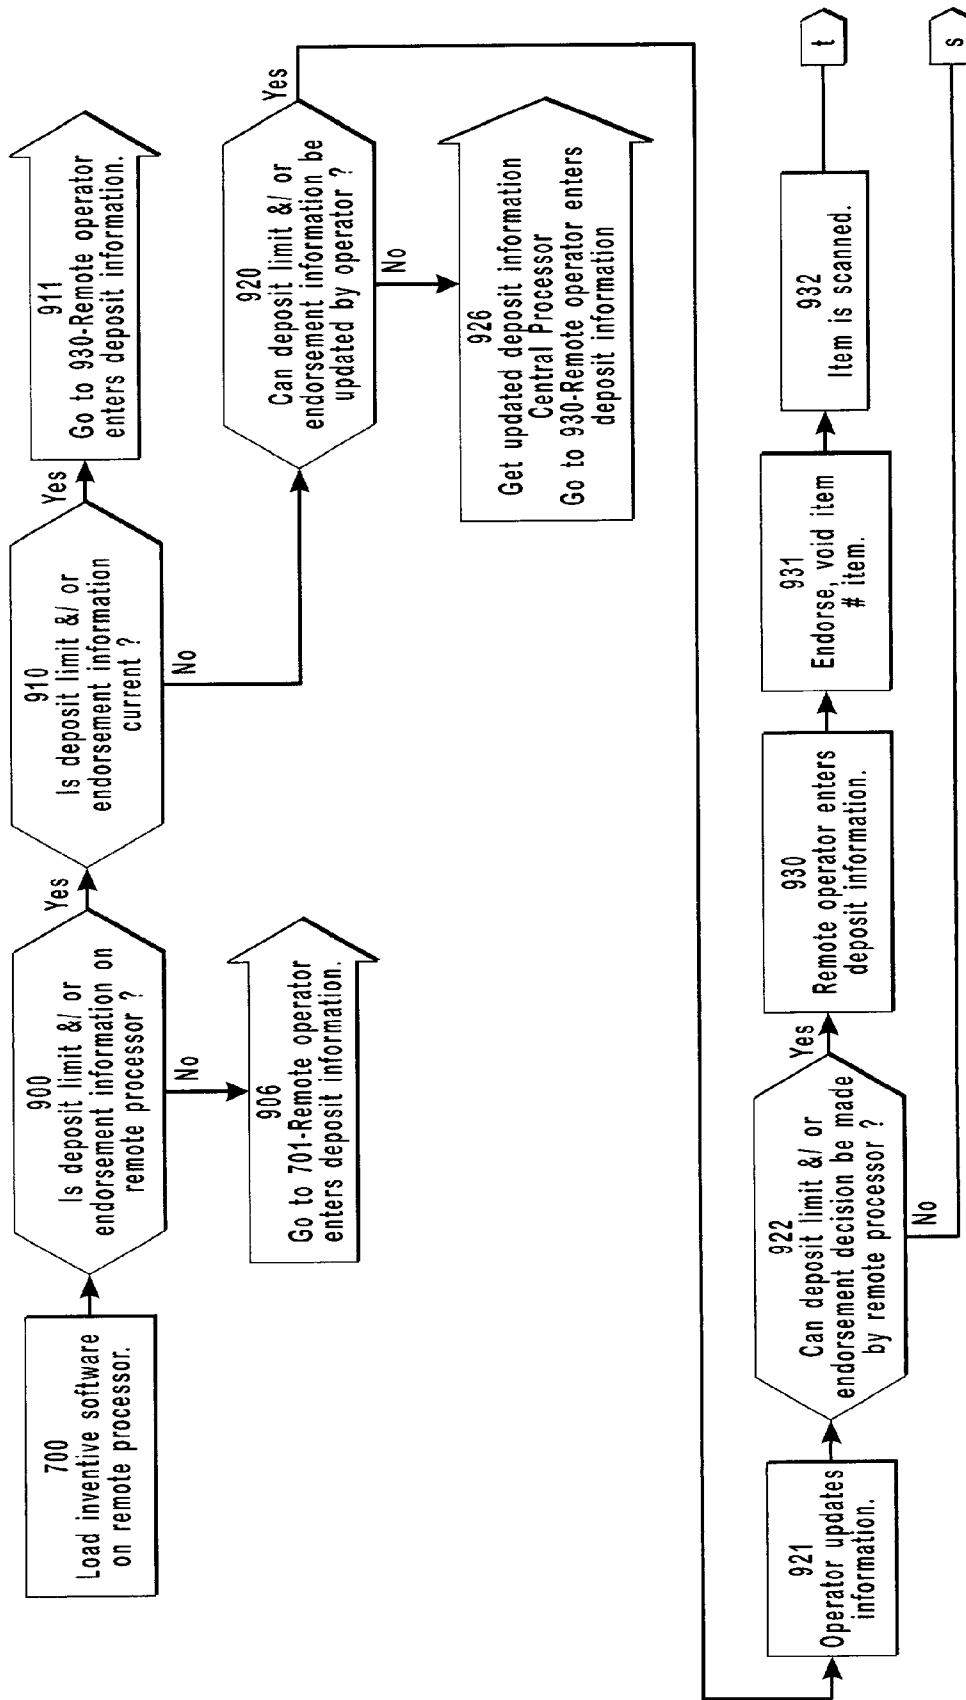 700
Load inventive software
on remote processor.
900
Is deposit limit &/ or
endorsement information on
remote processor ?
Yes
No
906
Go to 701-Remote operator
enters deposit information.
910
Is deposit limit &/ or
endorsement information
current ?
Yes
No
911
Go to 930-Remote operator
enters deposit information.
920
Can deposit limit &/ or
endorsement information be
updated by operator ?
Yes
No
926
Get updated deposit information
Central Processor
Go to 930-Remote operator enters
deposit information
921
Operator updates
information.
922
Can deposit limit &/ or
endorsement decision be made
by remote processor ?
Yes
No
930
Remote operator enters
deposit information.
931
Endorse, void item
# item.
932
Item is scanned.
t
s